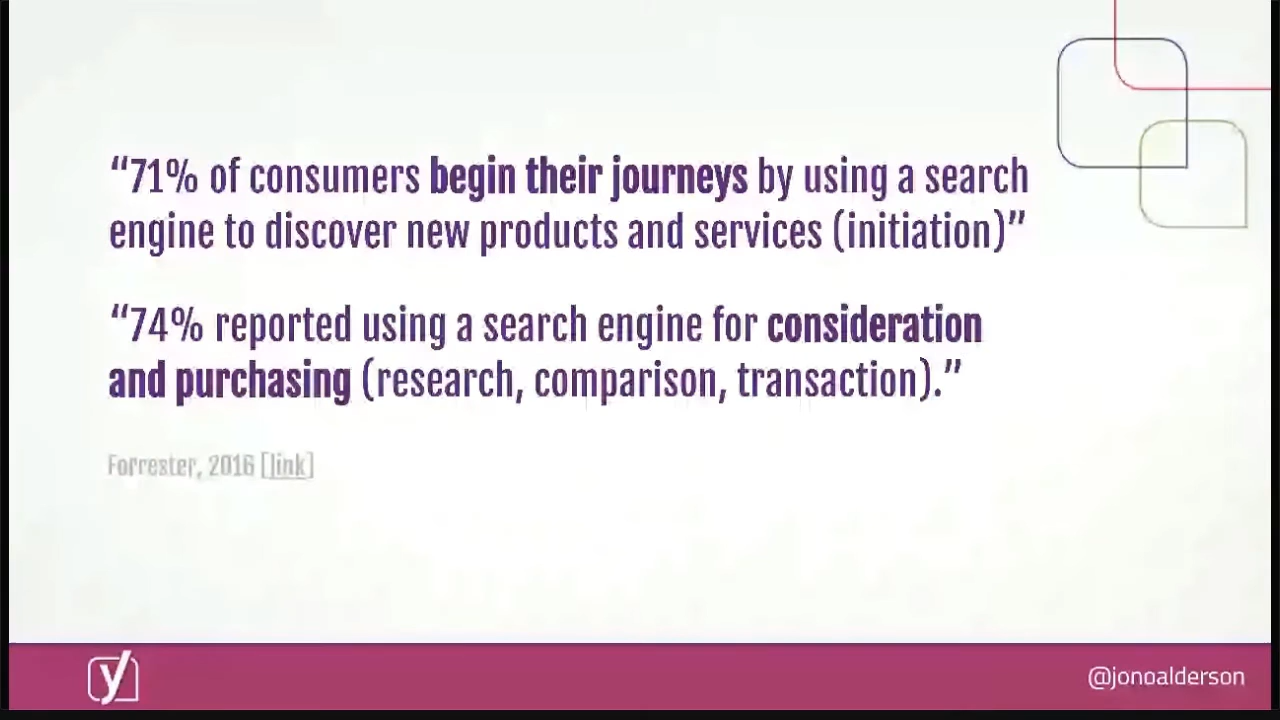 “71% of consumers begin their journeys by using a search
engine to discover new products and services (initiation)”
“74% reported using a search engine for consideration
and purchasing (research, comparison, transaction).”
Forrester, 2016 [link]
y
@jonoalderson